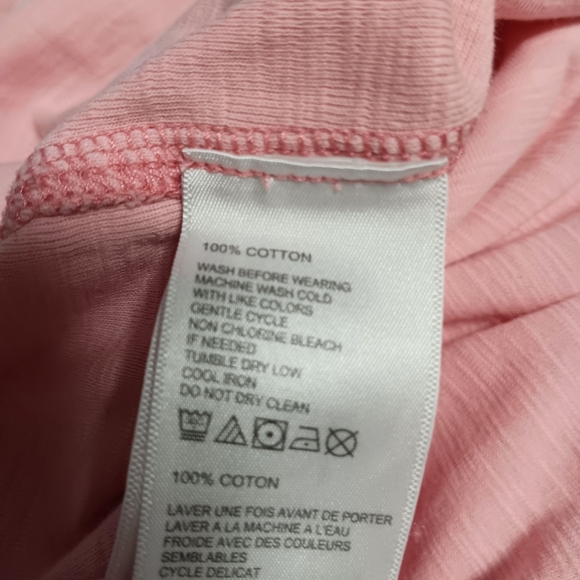 100% COTTON
WASH BEFORE WEARING
MACHINE WASH COLD
WITH LIKE COLORS
GENTLE CYCLE
NON CHLORINE BLEACH
IF NEEDED
TUMBLE DRY LOW
COOL IRON
DO NOT DRY CLEAN
100% COTON
LAVER UNE FOIS AVANT DE PORTER
LAVER A LA MACHINE A L'EAU
FROIDE AVEC DES COULEURS
SEMBLABLES
CYCLE DELICAT